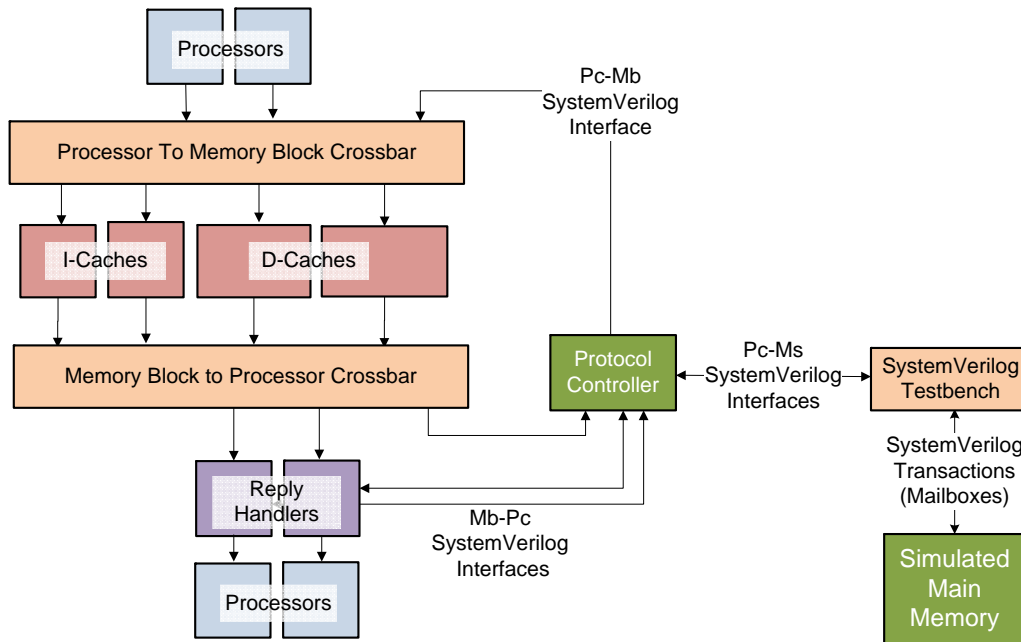 Processors
Pc-Mb
SystemVerilog
Interface
Processor To Memory Block Crossbar
I-Caches
D-Caches
Memory Block to Processor Crossbar
Protocol
Controller
Pc-Ms
SystemVerilog
Interfaces
SystemVerilog
Testbench
SystemVerilog
Transactions
(Mailboxes)
Reply
Handlers
Mb-Pc
SystemVerilog
Interfaces
Simulated
Main
Memory
Processors